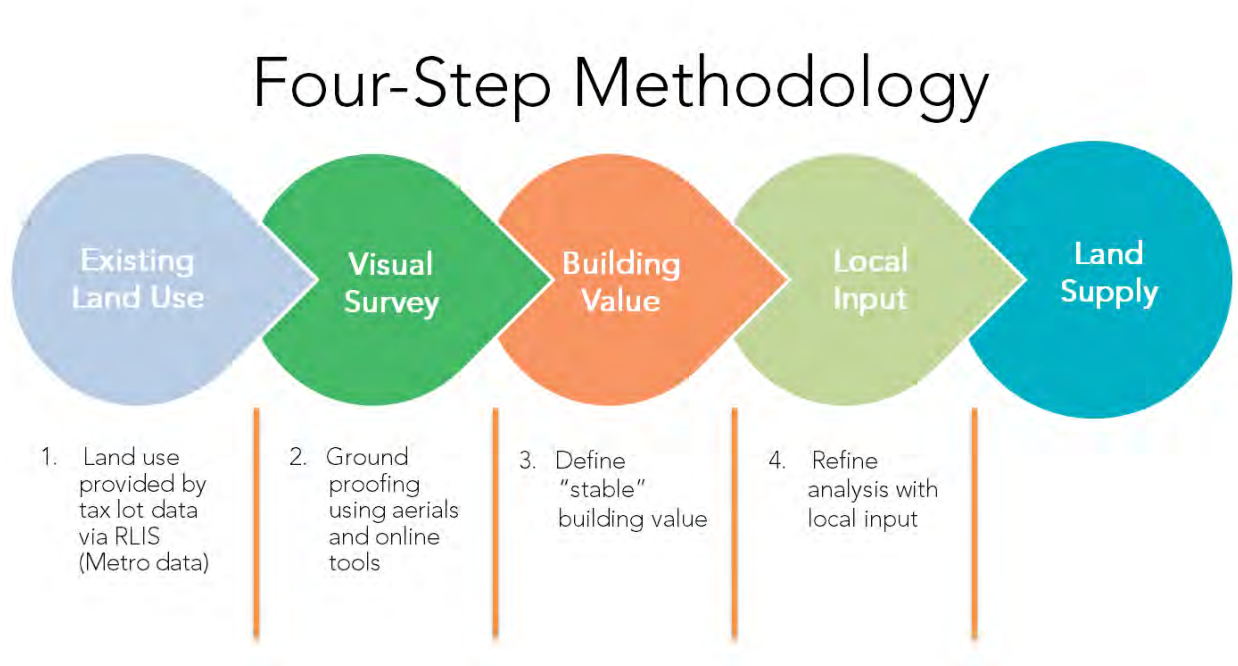 Four-Step Methodology
Existing
Land Use
Visual
Survey
Building
Value
Local
Input
Land
Supply
1. Land use
provided by
tax lot data
via RLIS
(Metro data)
2. Ground
proofing
using aerials
and online
tools
3. Define
“stable”
building value
4. Refine
analysis with
local input